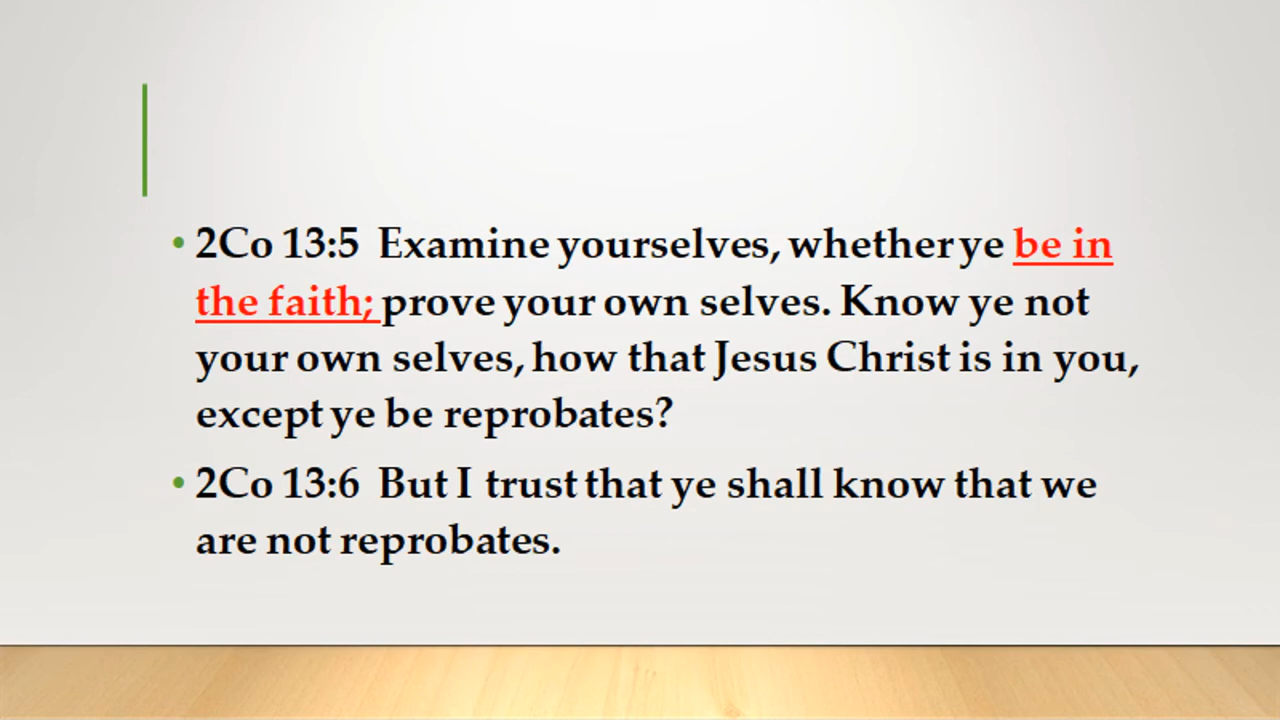 • 2Co 13:5  Examine yourselves, whether ye be in
the faith; prove your own selves. Know ye not
your own selves, how that Jesus Christ is in you,
except ye be reprobates?
• 2Co 13:6  But I trust that ye shall know that we
are not reprobates.